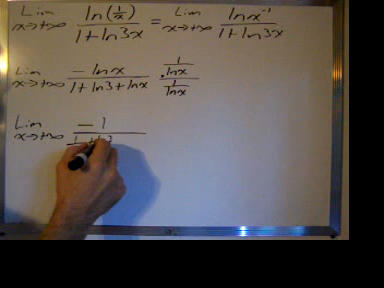 Lim x→+∞ ln(1/x) / 1+ln3x = Lim x→+∞ lnx⁻¹ / 1+ln3x
Lim x→+∞ -lnx / 1+ln3+lnx · 1/lnx / 1/lnx
Lim x→+∞ -1 /